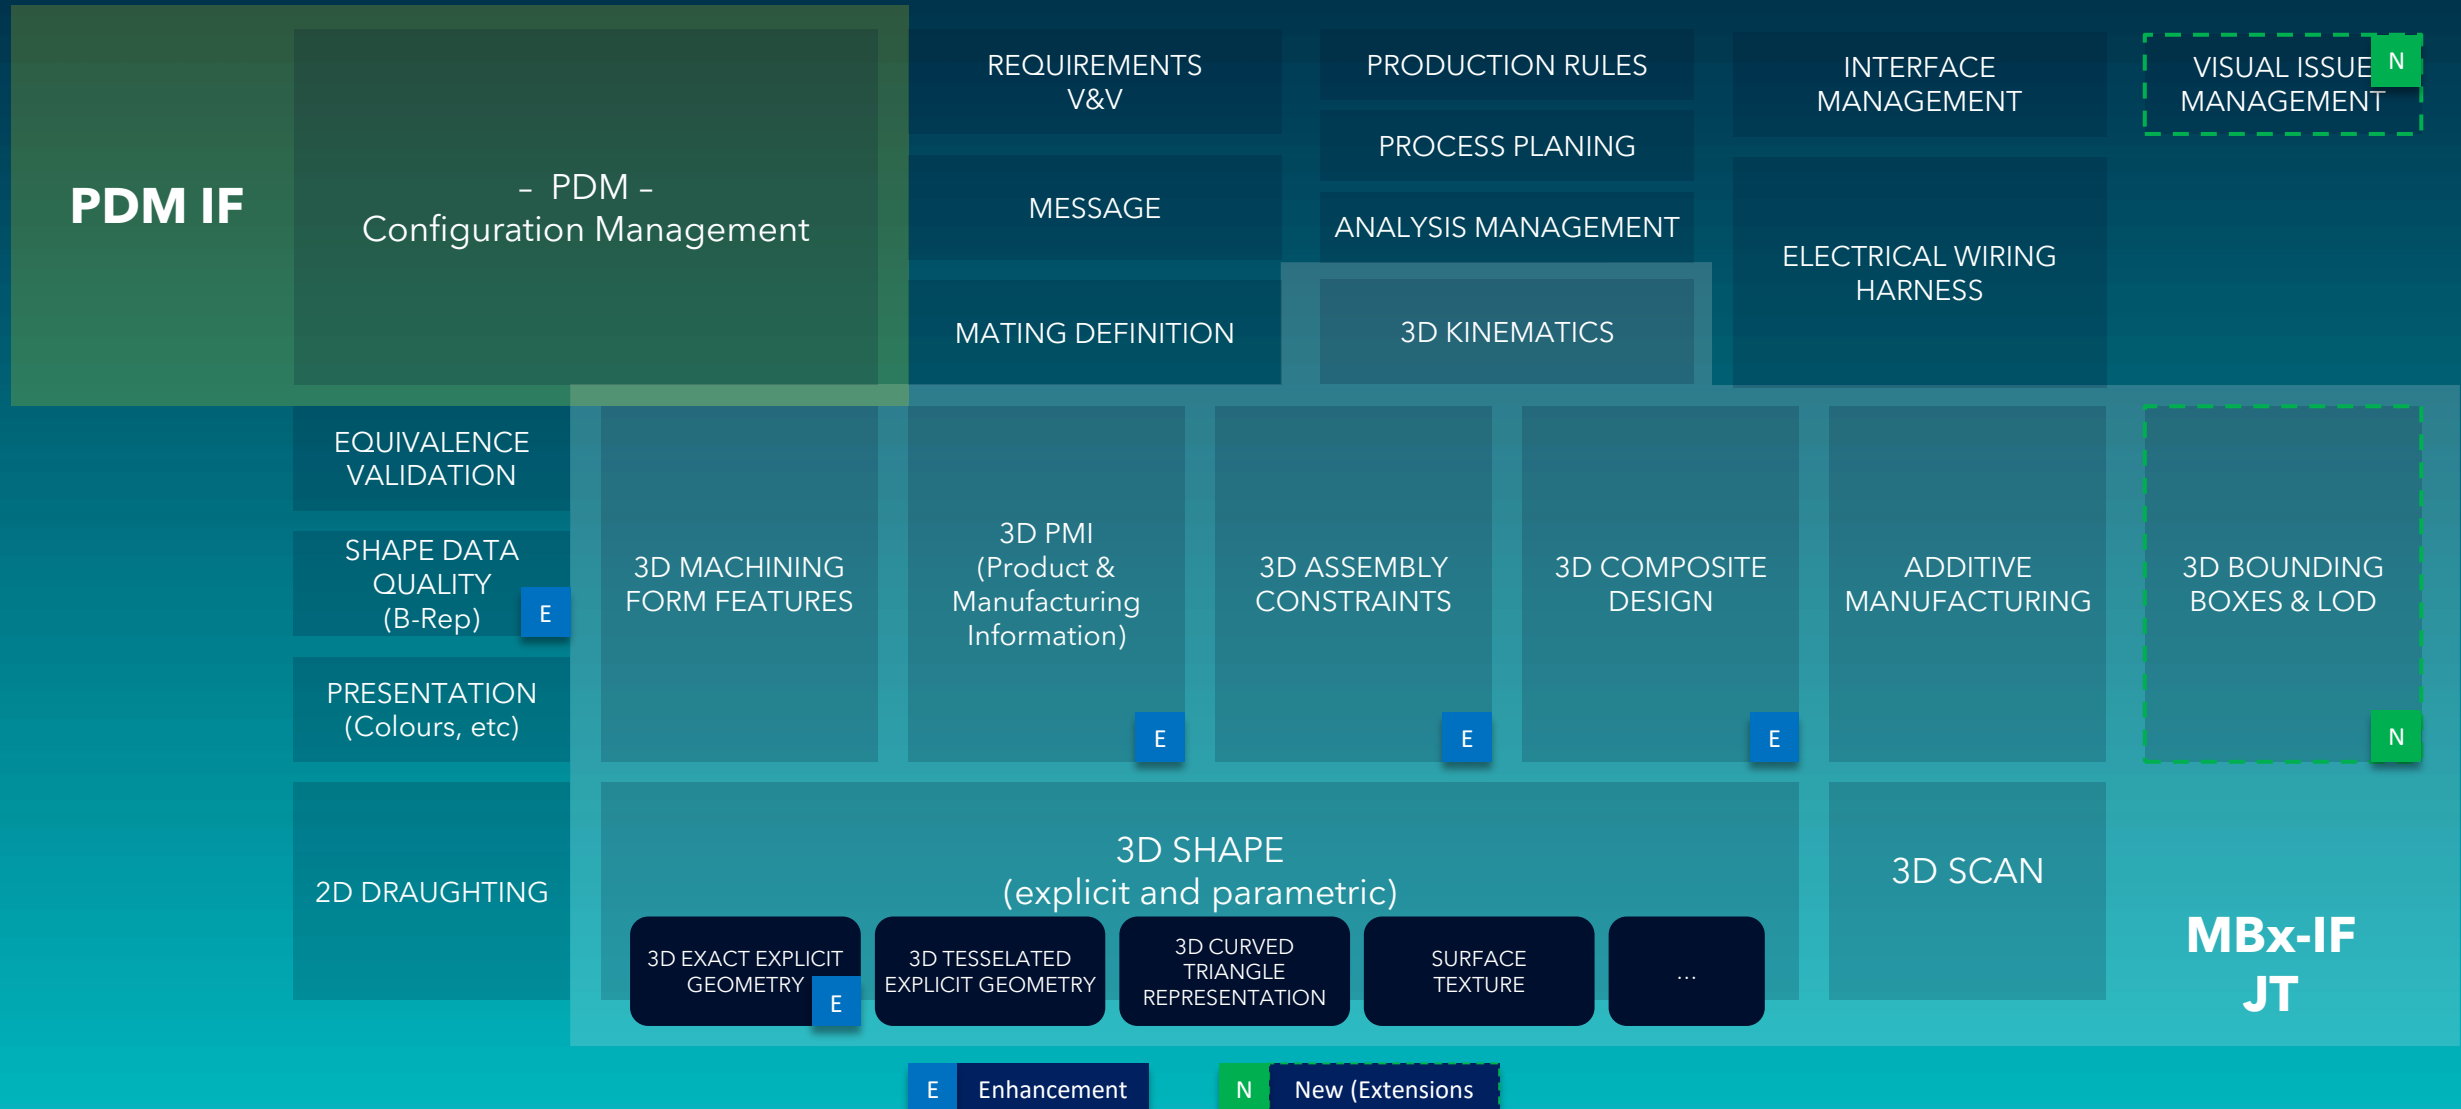 PDM IF
– PDM –
Configuration Management
REQUIREMENTS
V&V
MESSAGE
MATING DEFINITION
PRODUCTION RULES
PROCESS PLANING
ANALYSIS MANAGEMENT
3D KINEMATICS
INTERFACE
MANAGEMENT
ELECTRICAL WIRING
HARNESS
VISUAL ISSUE
MANAGEMENT
N
EQUIVALENCE
VALIDATION
SHAPE DATA
QUALITY
(B-Rep)
E
PRESENTATION
(Colours, etc)
2D DRAUGHTING
3D MACHINING
FORM FEATURES
3D PMI
(Product &
Manufacturing
Information)
E
3D ASSEMBLY
CONSTRAINTS
E
3D COMPOSITE
DESIGN
E
ADDITIVE
MANUFACTURING
3D BOUNDING
BOXES & LOD
N
3D SHAPE
(explicit and parametric)
3D EXACT EXPLICIT
GEOMETRY
E
3D TESSELATED
EXPLICIT GEOMETRY
3D CURVED
TRIANGLE
REPRESENTATION
SURFACE
TEXTURE
...
3D SCAN
MBx-IF
JT
E Enhancement
N New (Extensions